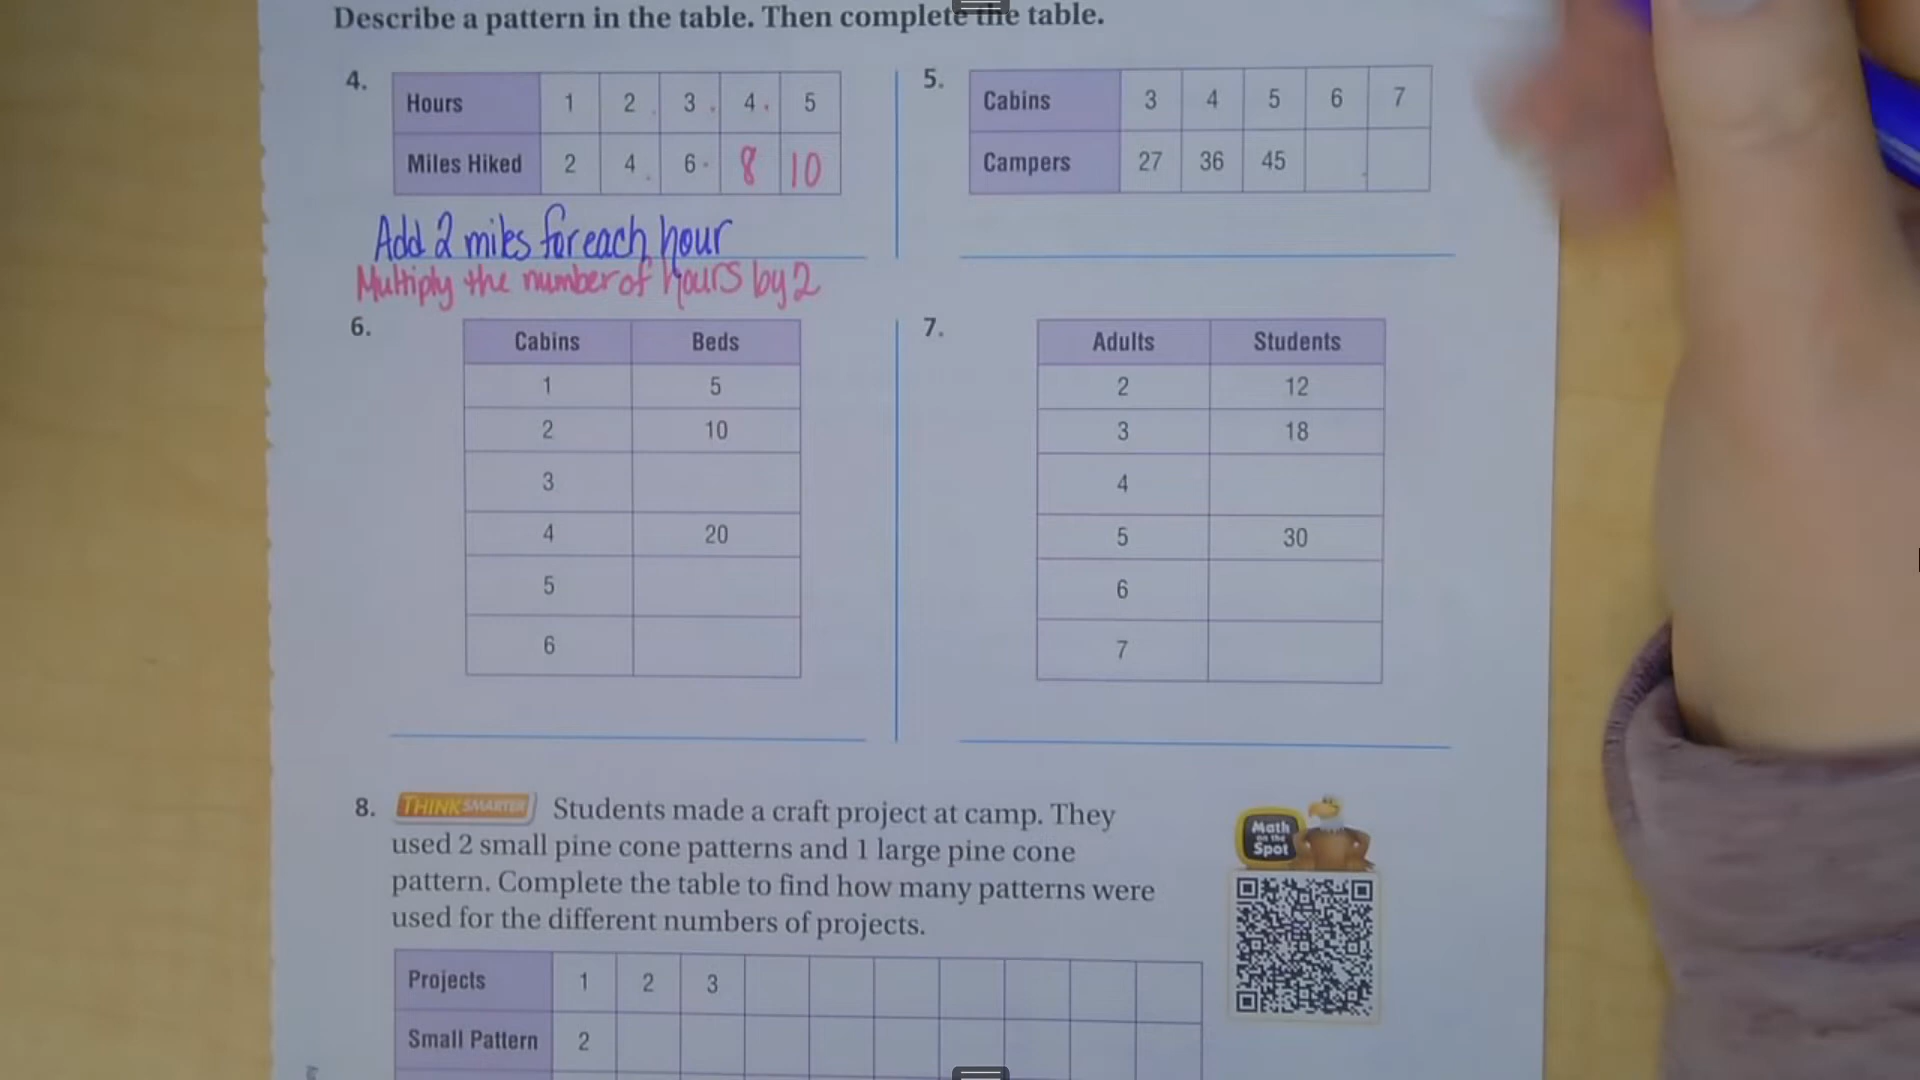 Describe a pattern in the table. Then complete the table.
4.
Hours 1 2 3 4 5
Miles Hiked 2 4 6 8 10
Add 2 miles for each hour
Multiply the number of hours by 2
5.
Cabins 3 4 5 6 7
Campers 27 36 45
6.
Cabins Beds
1 5
2 10
3
4 20
5
6
7.
Adults Students
2 12
3 18
4
5 30
6
7
8. THINK SMARTER Students made a craft project at camp. They
used 2 small pine cone patterns and 1 large pine cone
pattern. Complete the table to find how many patterns were
used for the different numbers of projects.
Math
on the
Spot
Projects 1 2 3
Small Pattern 2